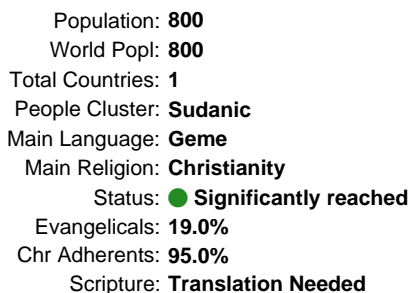 Population: 800
World Popl: 800
Total Countries: 1
People Cluster: Sudanic
Main Language: Geme
Main Religion: Christianity
Status: Significantly reached
Evangelicals: 19.0%
Chr Adherents: 95.0%
Scripture: Translation Needed